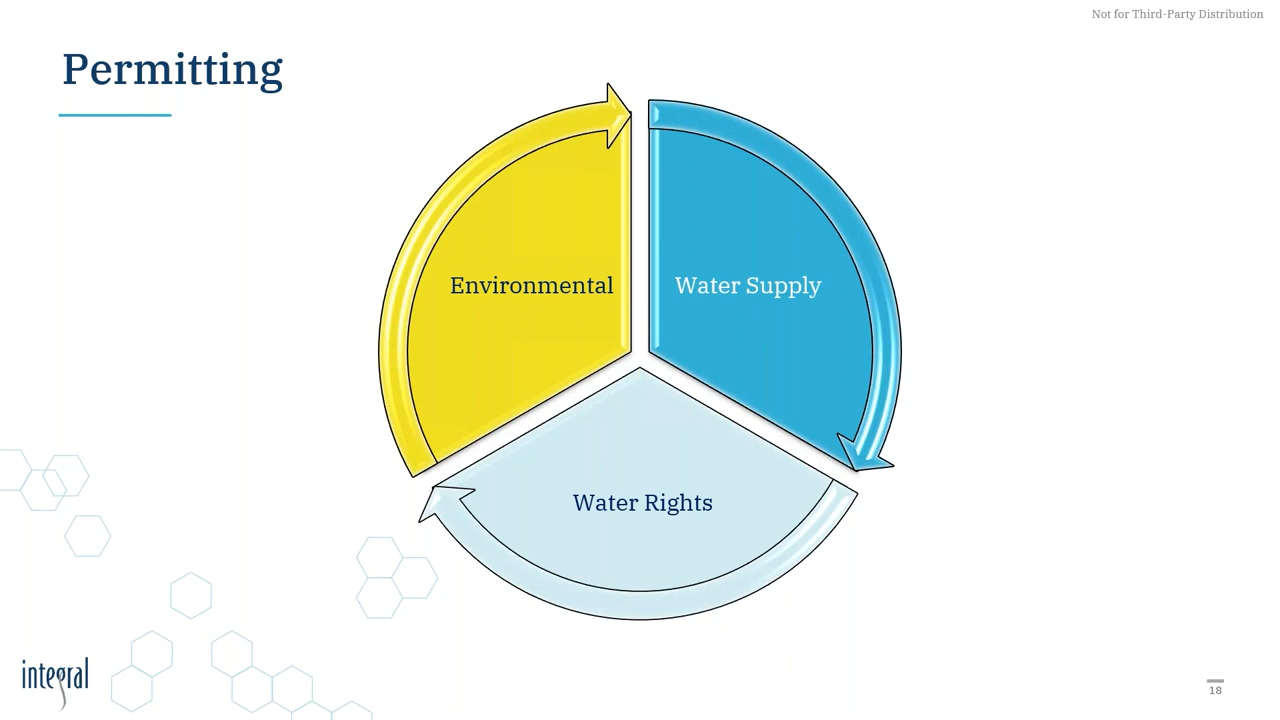 Not for Third-Party Distribution
Permitting
Environmental
Water Supply
Water Rights
integral
18